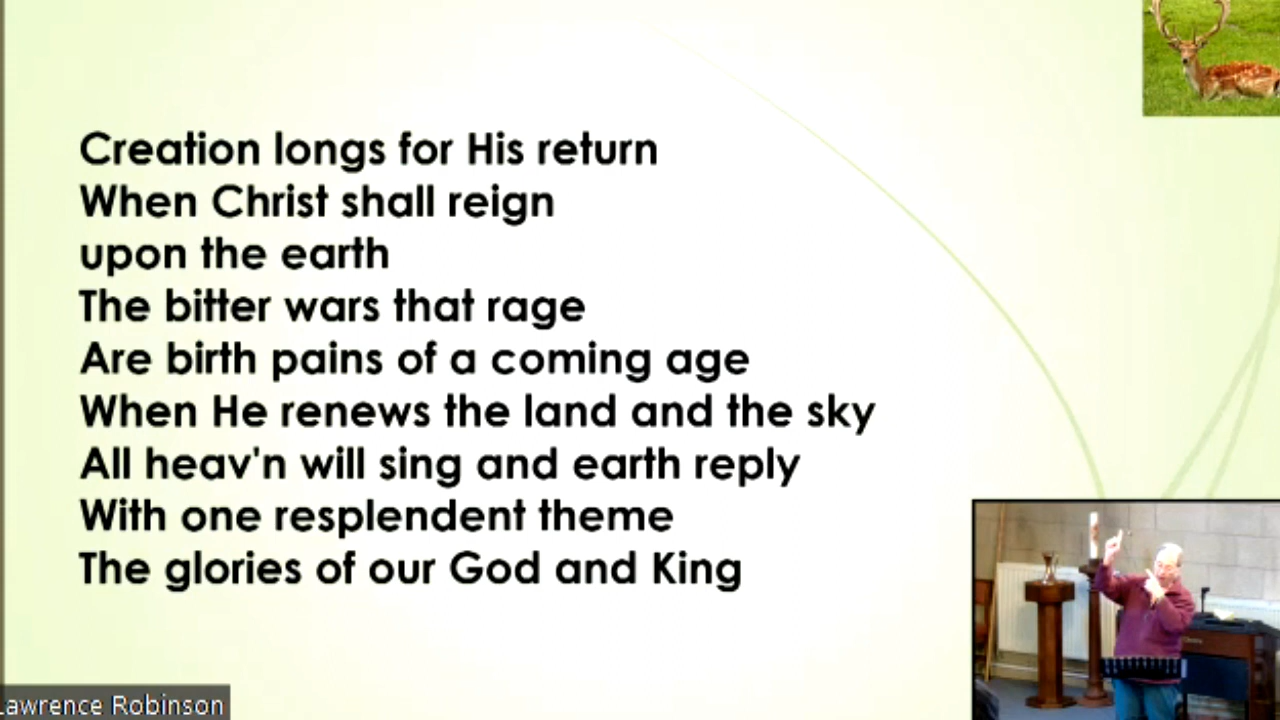 Creation longs for His return
When Christ shall reign
upon the earth
The bitter wars that rage
Are birth pains of a coming age
When He renews the land and the sky
All heav'n will sing and earth reply
With one resplendent theme
The glories of our God and King
Lawrence Robinson